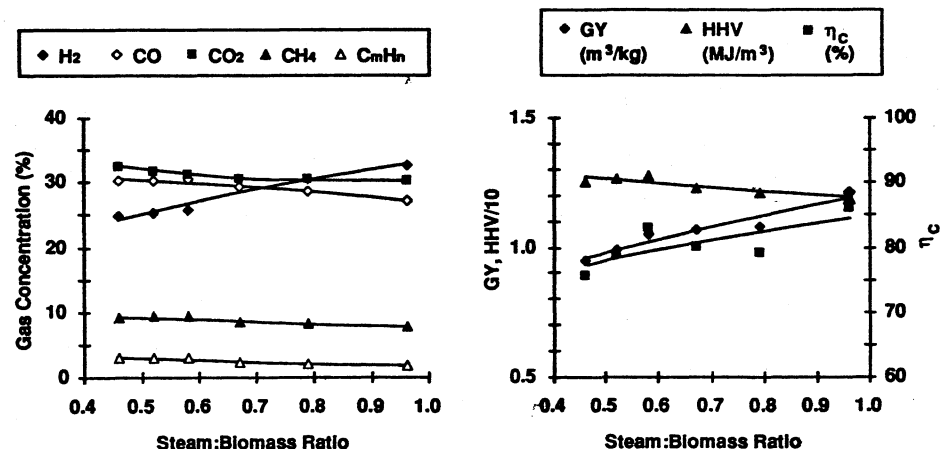 H2 CO CO2 CH4 CmHn
40
30
20
10
0
0.4 0.5 0.6 0.7 0.8 0.9 1.0
Gas Concentration (%)
Steam:Biomass Ratio
GY HHV ηC
(m³/kg) (MJ/m³) (%)
1.5
1.0
0.5
GY, HHV/10
100
90
80
70
60
ηC
0.4 0.5 0.6 0.7 0.8 0.9 1.0
Steam:Biomass Ratio